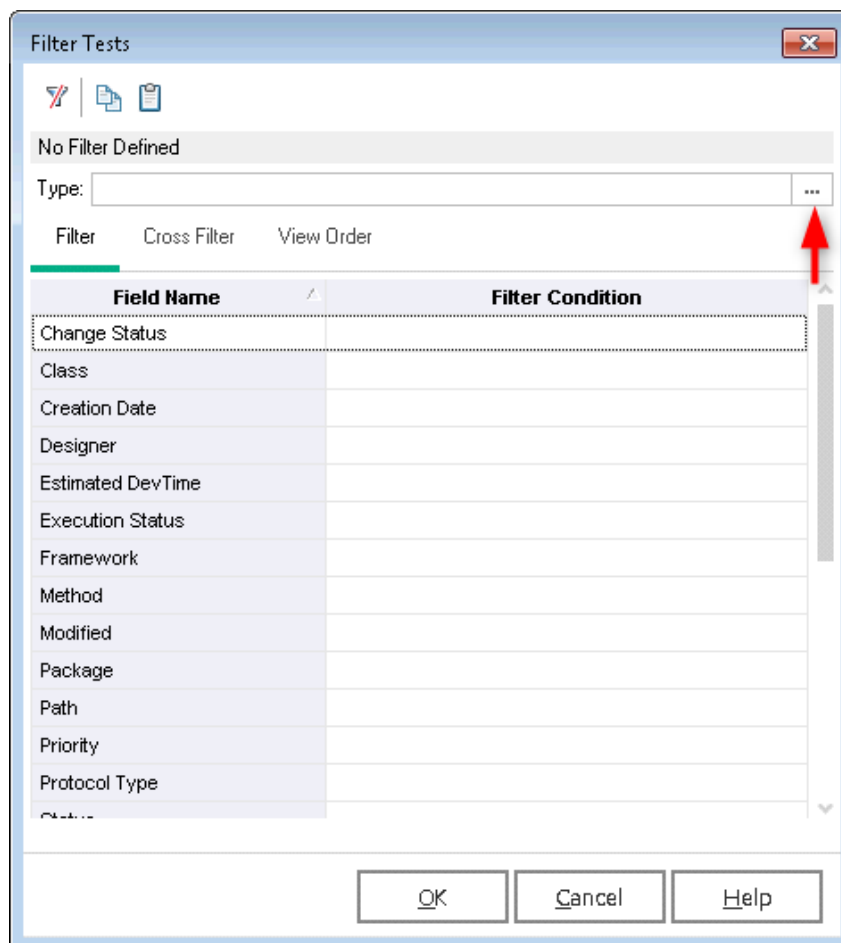 Filter Tests
No Filter Defined
Type: ...
Filter Cross Filter View Order
Field Name Filter Condition
Change Status
Class
Creation Date
Designer
Estimated DevTime
Execution Status
Framework
Method
Modified
Package
Path
Priority
Protocol Type
Status
OK Cancel Help